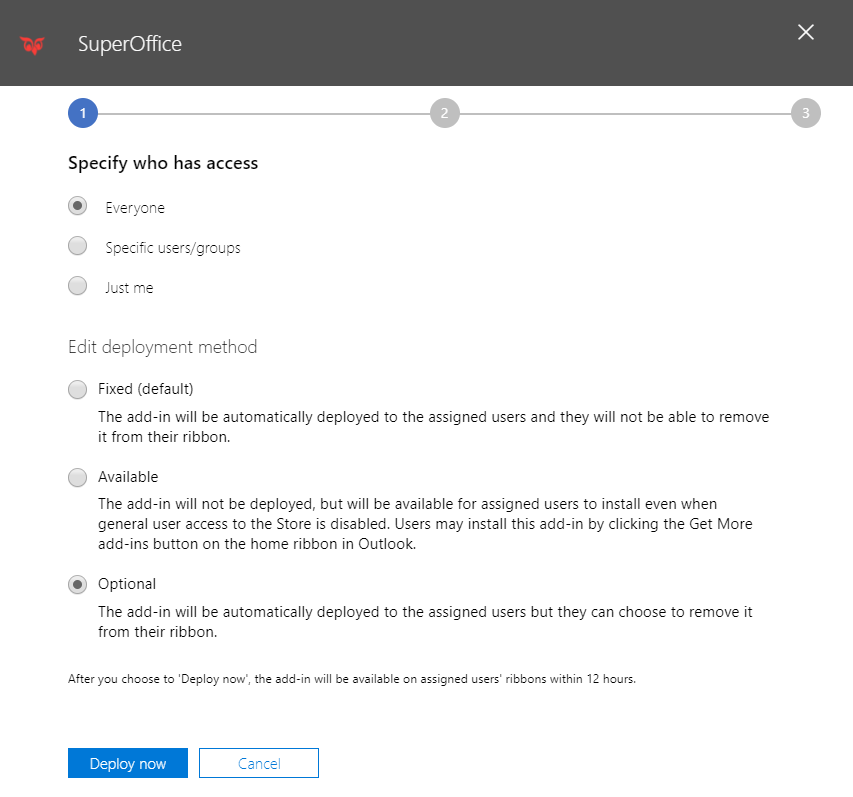 SuperOffice
1
2
3
Specify who has access
Everyone
Specific users/groups
Just me
Edit deployment method
Fixed (default)
The add-in will be automatically deployed to the assigned users and they will not be able to remove
it from their ribbon.
Available
The add-in will not be deployed, but will be available for assigned users to install even when
general user access to the Store is disabled. Users may install this add-in by clicking the Get More
add-ins button on the home ribbon in Outlook.
Optional
The add-in will be automatically deployed to the assigned users but they can choose to remove it
from their ribbon.
After you choose to 'Deploy now', the add-in will be available on assigned users' ribbons within 12 hours.
Deploy now
Cancel